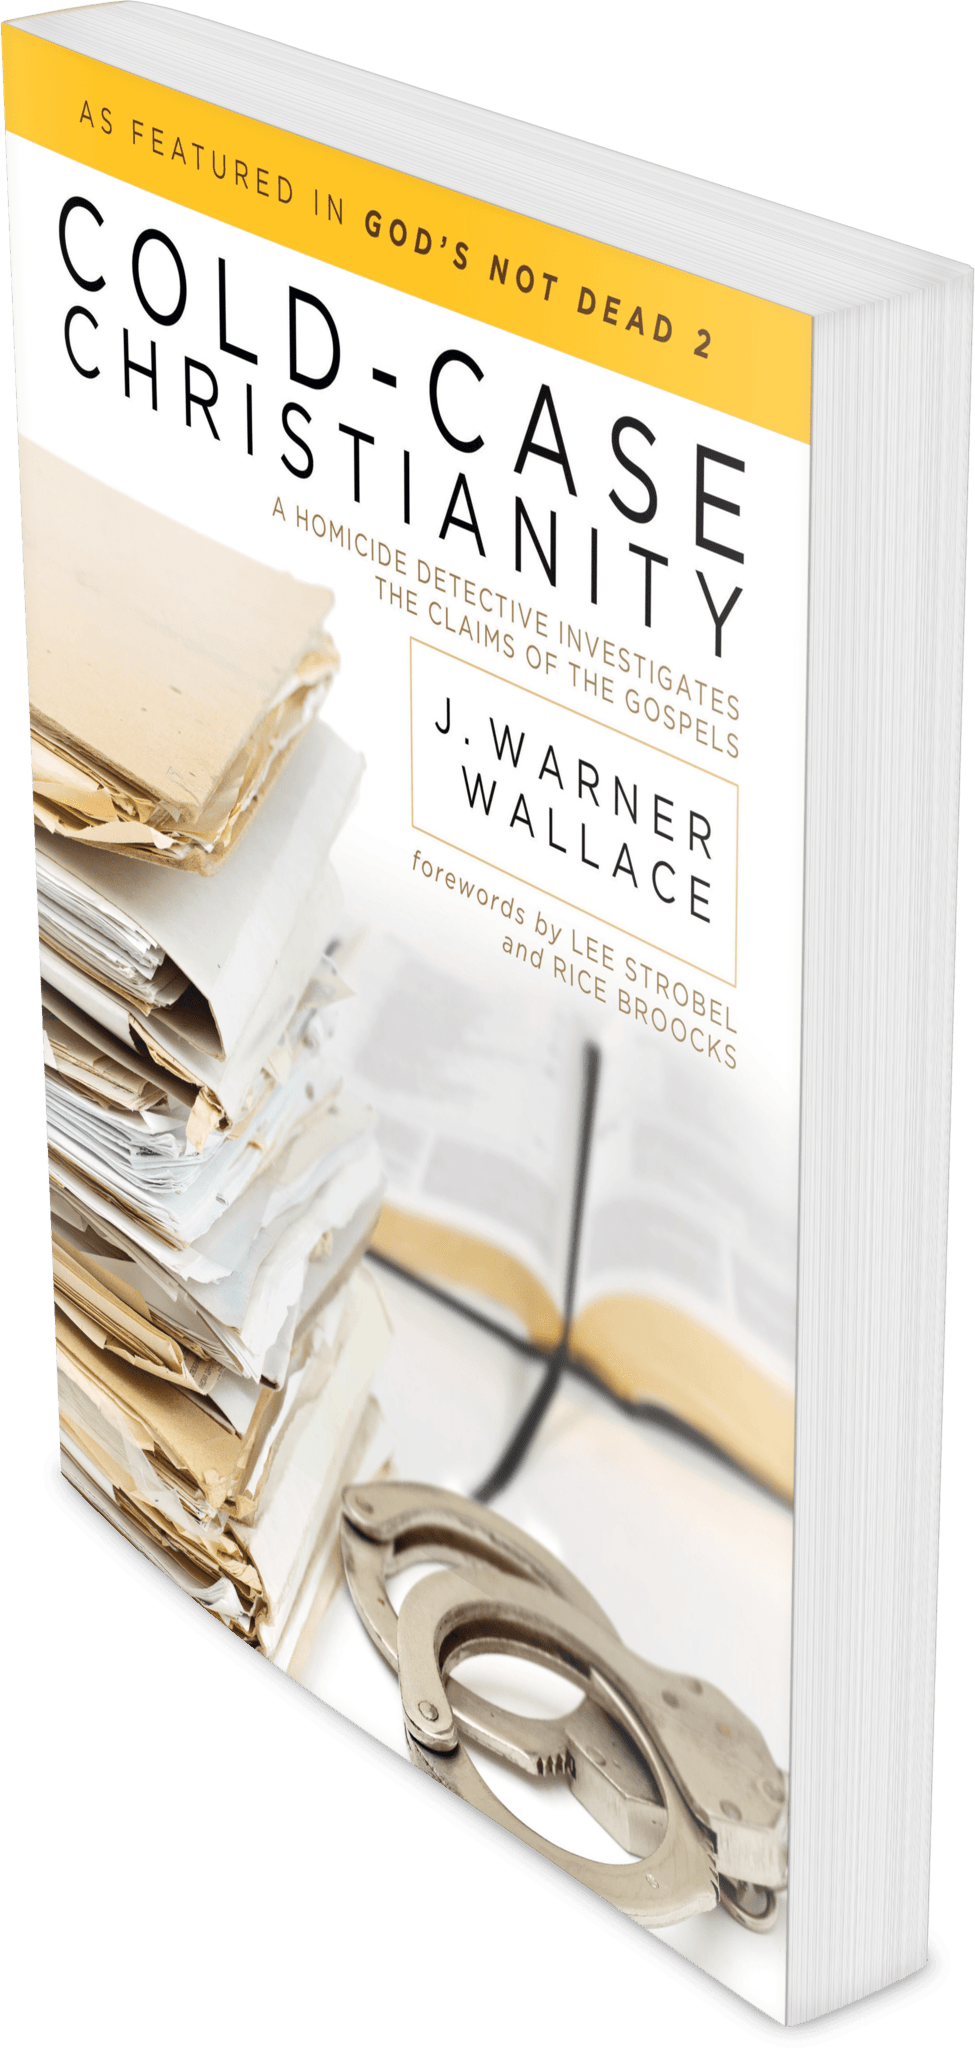 AS FEATURED IN GOD'S NOT DEAD 2
COLD-CASE
CHRISTIANITY
A HOMICIDE DETECTIVE INVESTIGATES
THE CLAIMS OF THE GOSPELS
J. WARNER
WALLACE
forewords by LEE STROBEL
and RICE BROOCKS